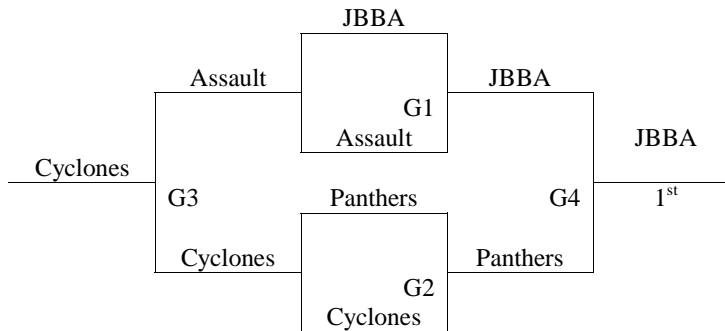 JBBA
Assault JBBA
G1
Assault JBBA
Cyclones
Panthers
G3 G4 1st
Cyclones Panthers
G2
Cyclones